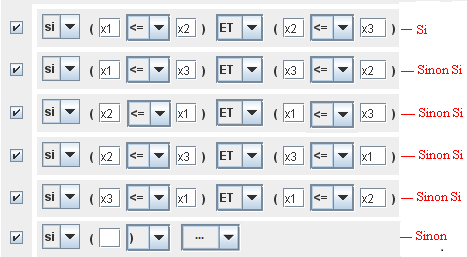 si ( x1 <= x2 ) ET ( x2 <= x3 ) — Si
si ( x1 <= x3 ) ET ( x3 <= x2 ) — Sinon Si
si ( x2 <= x1 ) ET ( x1 <= x3 ) — Sinon Si
si ( x2 <= x3 ) ET ( x3 <= x1 ) — Sinon Si
si ( x3 <= x1 ) ET ( x1 <= x2 ) — Sinon Si
si ( ) ... — Sinon .